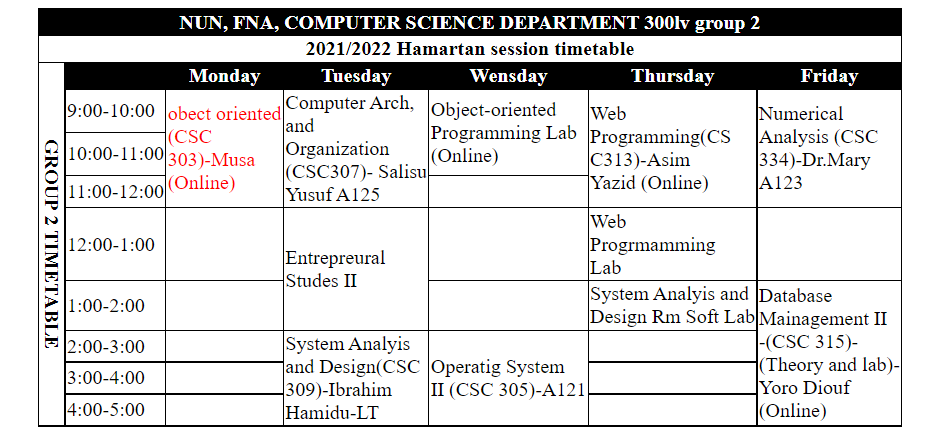 NUN, FNA, COMPUTER SCIENCE DEPARTMENT 300lv group 2
2021/2022 Hamartan session timetable
Monday Tuesday Wensday Thursday Friday
GROUP 2 TIMETABLE
9:00-10:00
10:00-11:00
11:00-12:00
obect oriented
(CSC
303)-Musa
(Online)
Computer Arch,
and
Organization
(CSC307)- Salisu
Yusuf A125
Object-oriented
Programming Lab
(Online)
Web
Programming(CS
C313)-Asim
Yazid (Online)
Numerical
Analysis (CSC
334)-Dr.Mary
A123
12:00-1:00
Entrepreural
Studes II
Web
Progrmamming
Lab
1:00-2:00
System Analyis and
Design Rm Soft Lab
Database
Mainagement II
-(CSC 315)-
(Theory and lab)-
Yoro Diouf
(Online)
2:00-3:00
3:00-4:00
4:00-5:00
System Analyis
and Design(CSC
309)-Ibrahim
Hamidu-LT
Operatig System
II (CSC 305)-A121